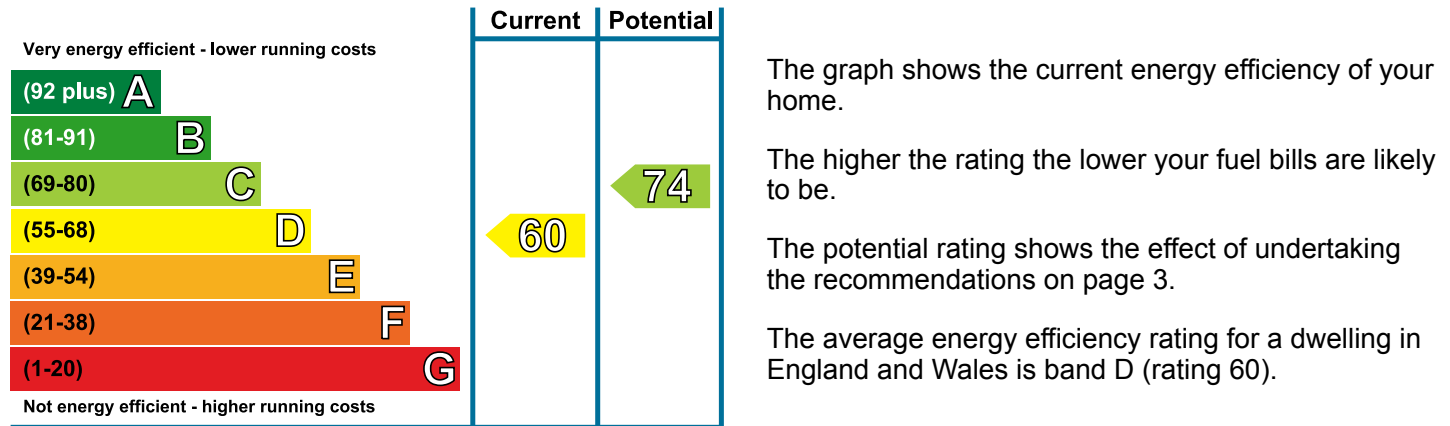 Current Potential
Very energy efficient - lower running costs
(92 plus) A
(81-91) B
(69-80) C
74
(55-68) D
60
(39-54) E
(21-38) F
(1-20) G
Not energy efficient - higher running costs
The graph shows the current energy efficiency of your
home.
The higher the rating the lower your fuel bills are likely
to be.
The potential rating shows the effect of undertaking
the recommendations on page 3.
The average energy efficiency rating for a dwelling in
England and Wales is band D (rating 60).